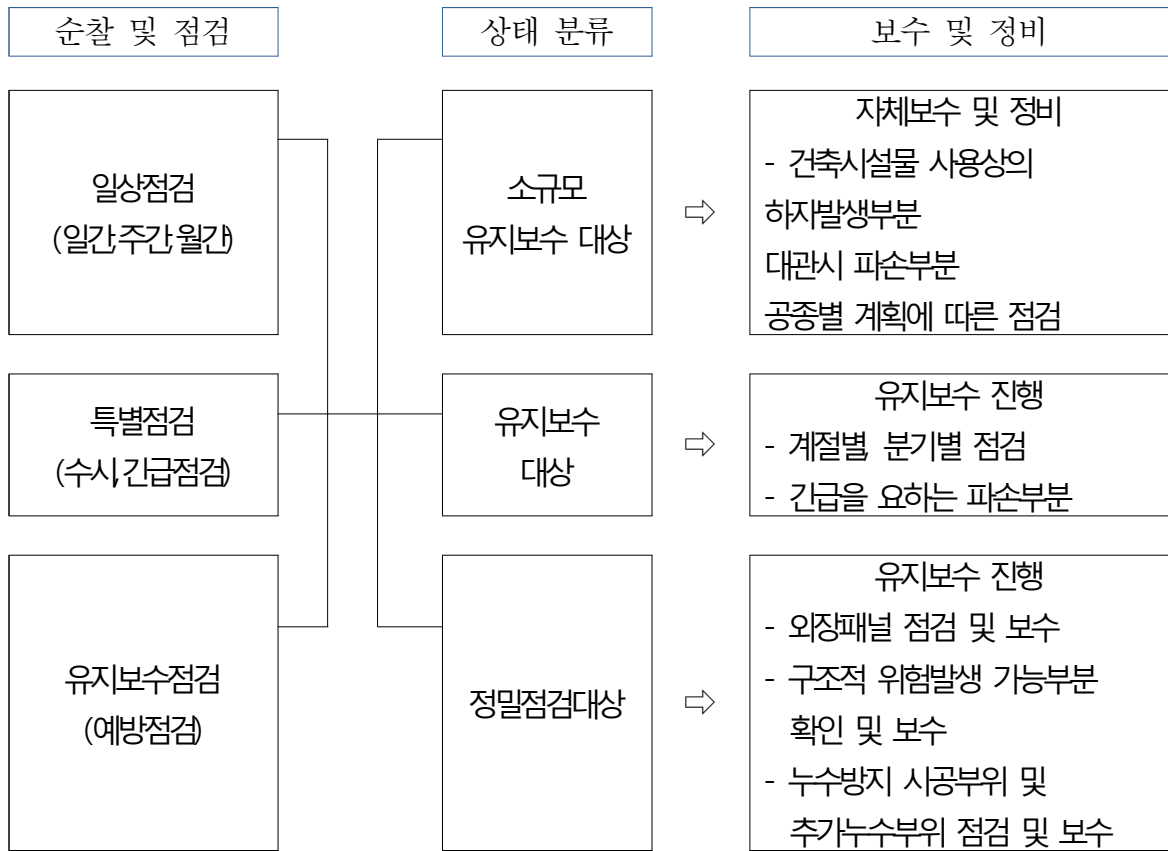 순찰 및 점검
상태 분류
보수 및 정비
일상점검
(일간,주간,월간)
소규모
유지보수 대상
⇨
자체보수 및 정비
- 건축시설물 사용상의
하자발생부분
대관시 파손부분
공종별 계획에 따른 점검
특별점검
(수시,긴급점검)
유지보수
대상
⇨
유지보수 진행
- 계절별, 분기별 점검
- 긴급을 요하는 파손부분
유지보수점검
(예방점검)
정밀점검대상
⇨
유지보수 진행
- 외장패널 점검 및 보수
- 구조적 위험발생 가능부분
확인 및 보수
- 누수방지 시공부위 및
추가누수부위 점검 및 보수